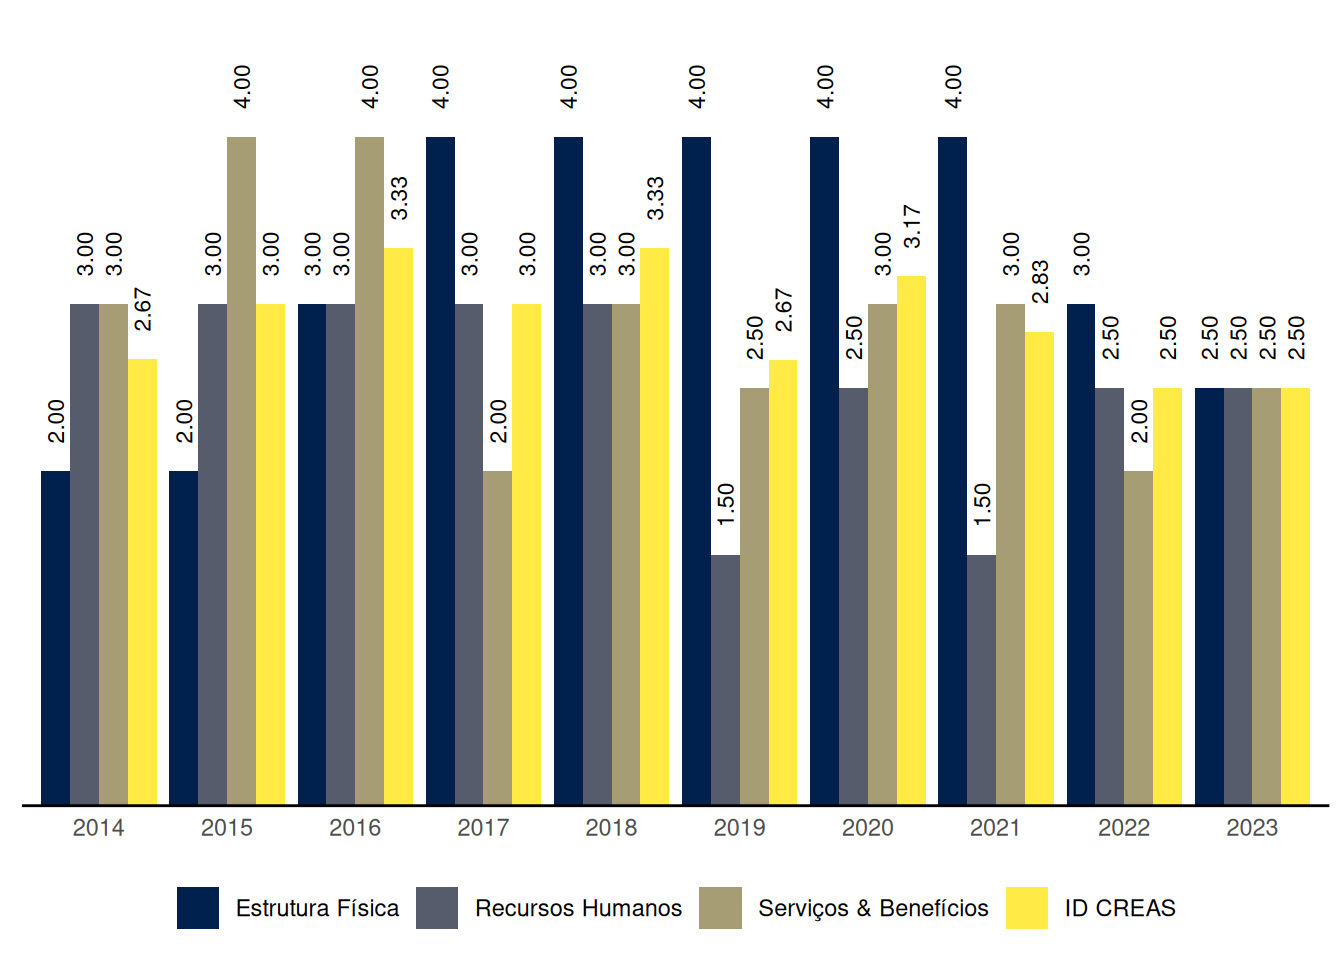 4.00 4.00 4.00 4.00 4.00 4.00 4.00
3.33 3.33
3.00 3.00 3.00 3.00 3.00 3.00 3.00 3.00 3.00 3.00 3.00 3.17 3.00 3.00
2.67 2.67 2.83
2.50 2.50 2.50 2.50 2.50 2.50 2.50 2.50
2.00 2.00 2.00 2.00
1.50 1.50
2014 2015 2016 2017 2018 2019 2020 2021 2022 2023
Estrutura Física Recursos Humanos Serviços & Benefícios ID CREAS